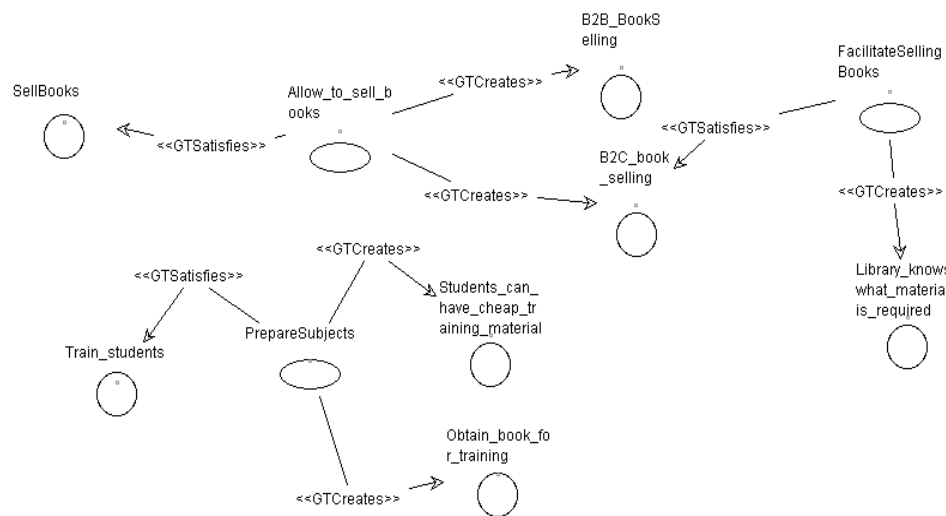 B2B_BookS
elling
FacilitateSelling
Books
SellBooks
Allow_to_sell_b
ooks
<<GTCreates>>
<<GTSatisfies>>
<<GTSatisfies>>
B2C_book
_selling
<<GTCreates>>
<<GTCreates>>
<<GTCreates>>
<<GTSatisfies>>
Students_can_
have_cheap_tr
aining_material
Library_knows
what_materia
is_required
PrepareSubjects
Train_students
Obtain_book_fo
r_training
<<GTCreates>>